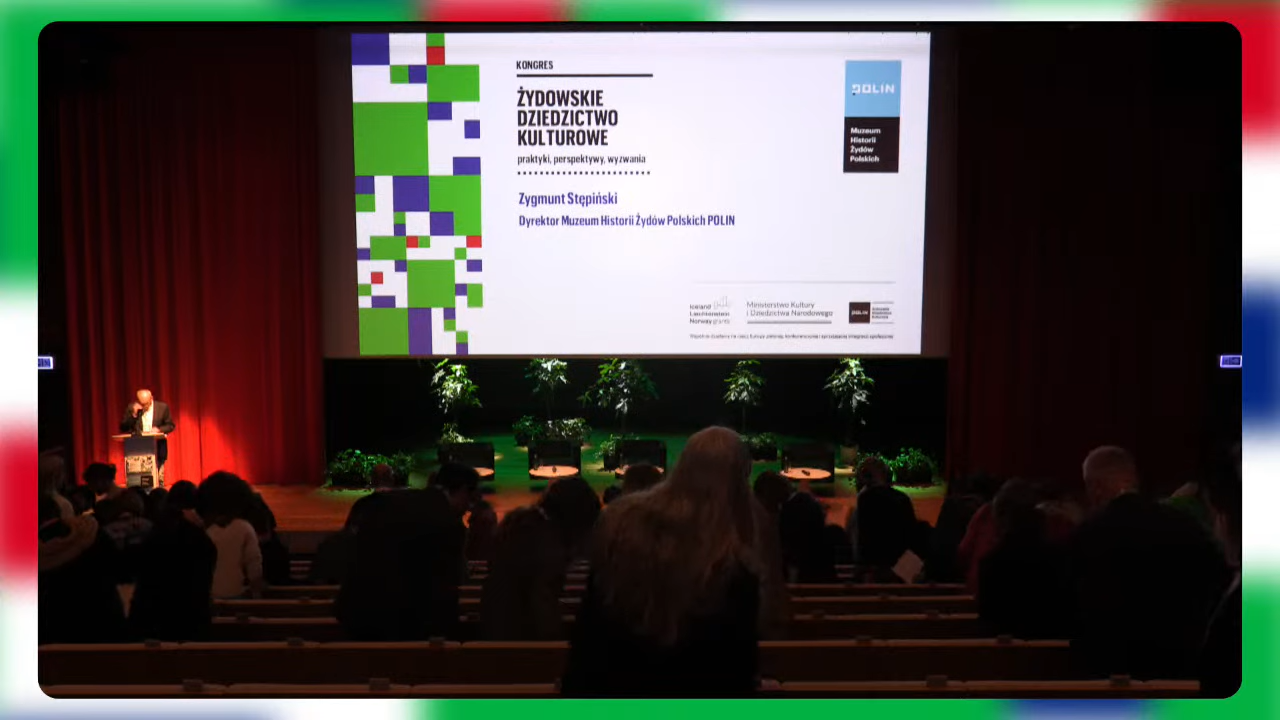 KONGRES
ŻYDOWSKIE
DZIEDZICTWO
KULTUROWE
praktyki, perspektywy, wyzwania
Zygmunt Stępiński
Dyrektor Muzeum Historii Żydów Polskich POLIN
POLIN
Muzeum
Historii
Żydów
Polskich
Iceland
Liechtenstein
Norway grants
Ministerstwo Kultury
i Dziedzictwa Narodowego
POLIN